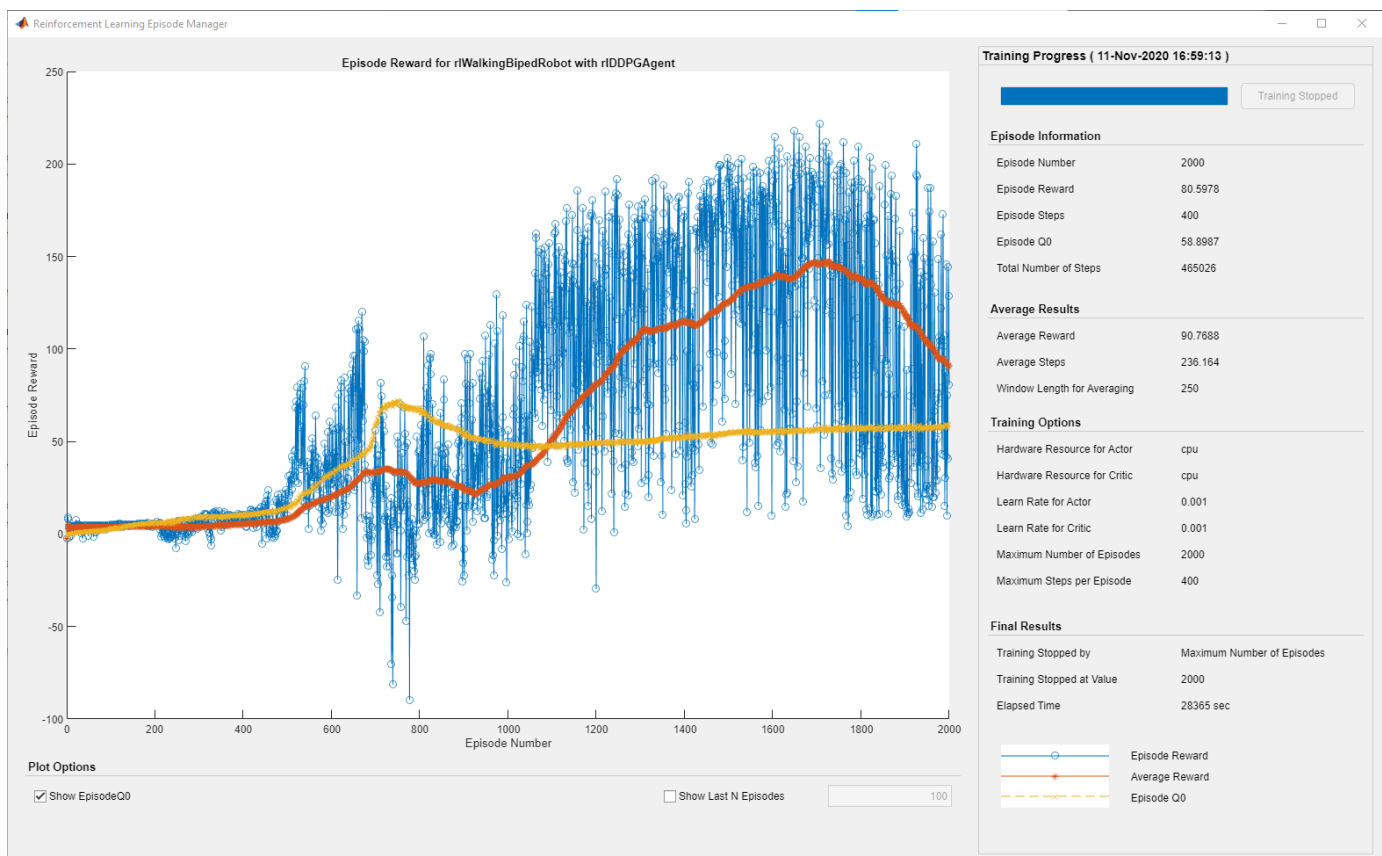 Reinforcement Learning Episode Manager
Episode Reward for rlWalkingBipedRobot with rlDDPGAgent
250
200
150
100
50
0
-50
-100
Episode Reward
0 200 400 600 800 1000 1200 1400 1600 1800 2000
Episode Number
Plot Options
Show EpisodeQ0
Show Last N Episodes 100
Training Progress ( 11-Nov-2020 16:59:13 )
Training Stopped
Episode Information
Episode Number 2000
Episode Reward 80.5978
Episode Steps 400
Episode Q0 58.8987
Total Number of Steps 465026
Average Results
Average Reward 90.7688
Average Steps 236.164
Window Length for Averaging 250
Training Options
Hardware Resource for Actor cpu
Hardware Resource for Critic cpu
Learn Rate for Actor 0.001
Learn Rate for Critic 0.001
Maximum Number of Episodes 2000
Maximum Steps per Episode 400
Final Results
Training Stopped by Maximum Number of Episodes
Training Stopped at Value 2000
Elapsed Time 28365 sec
Episode Reward
Average Reward
Episode Q0